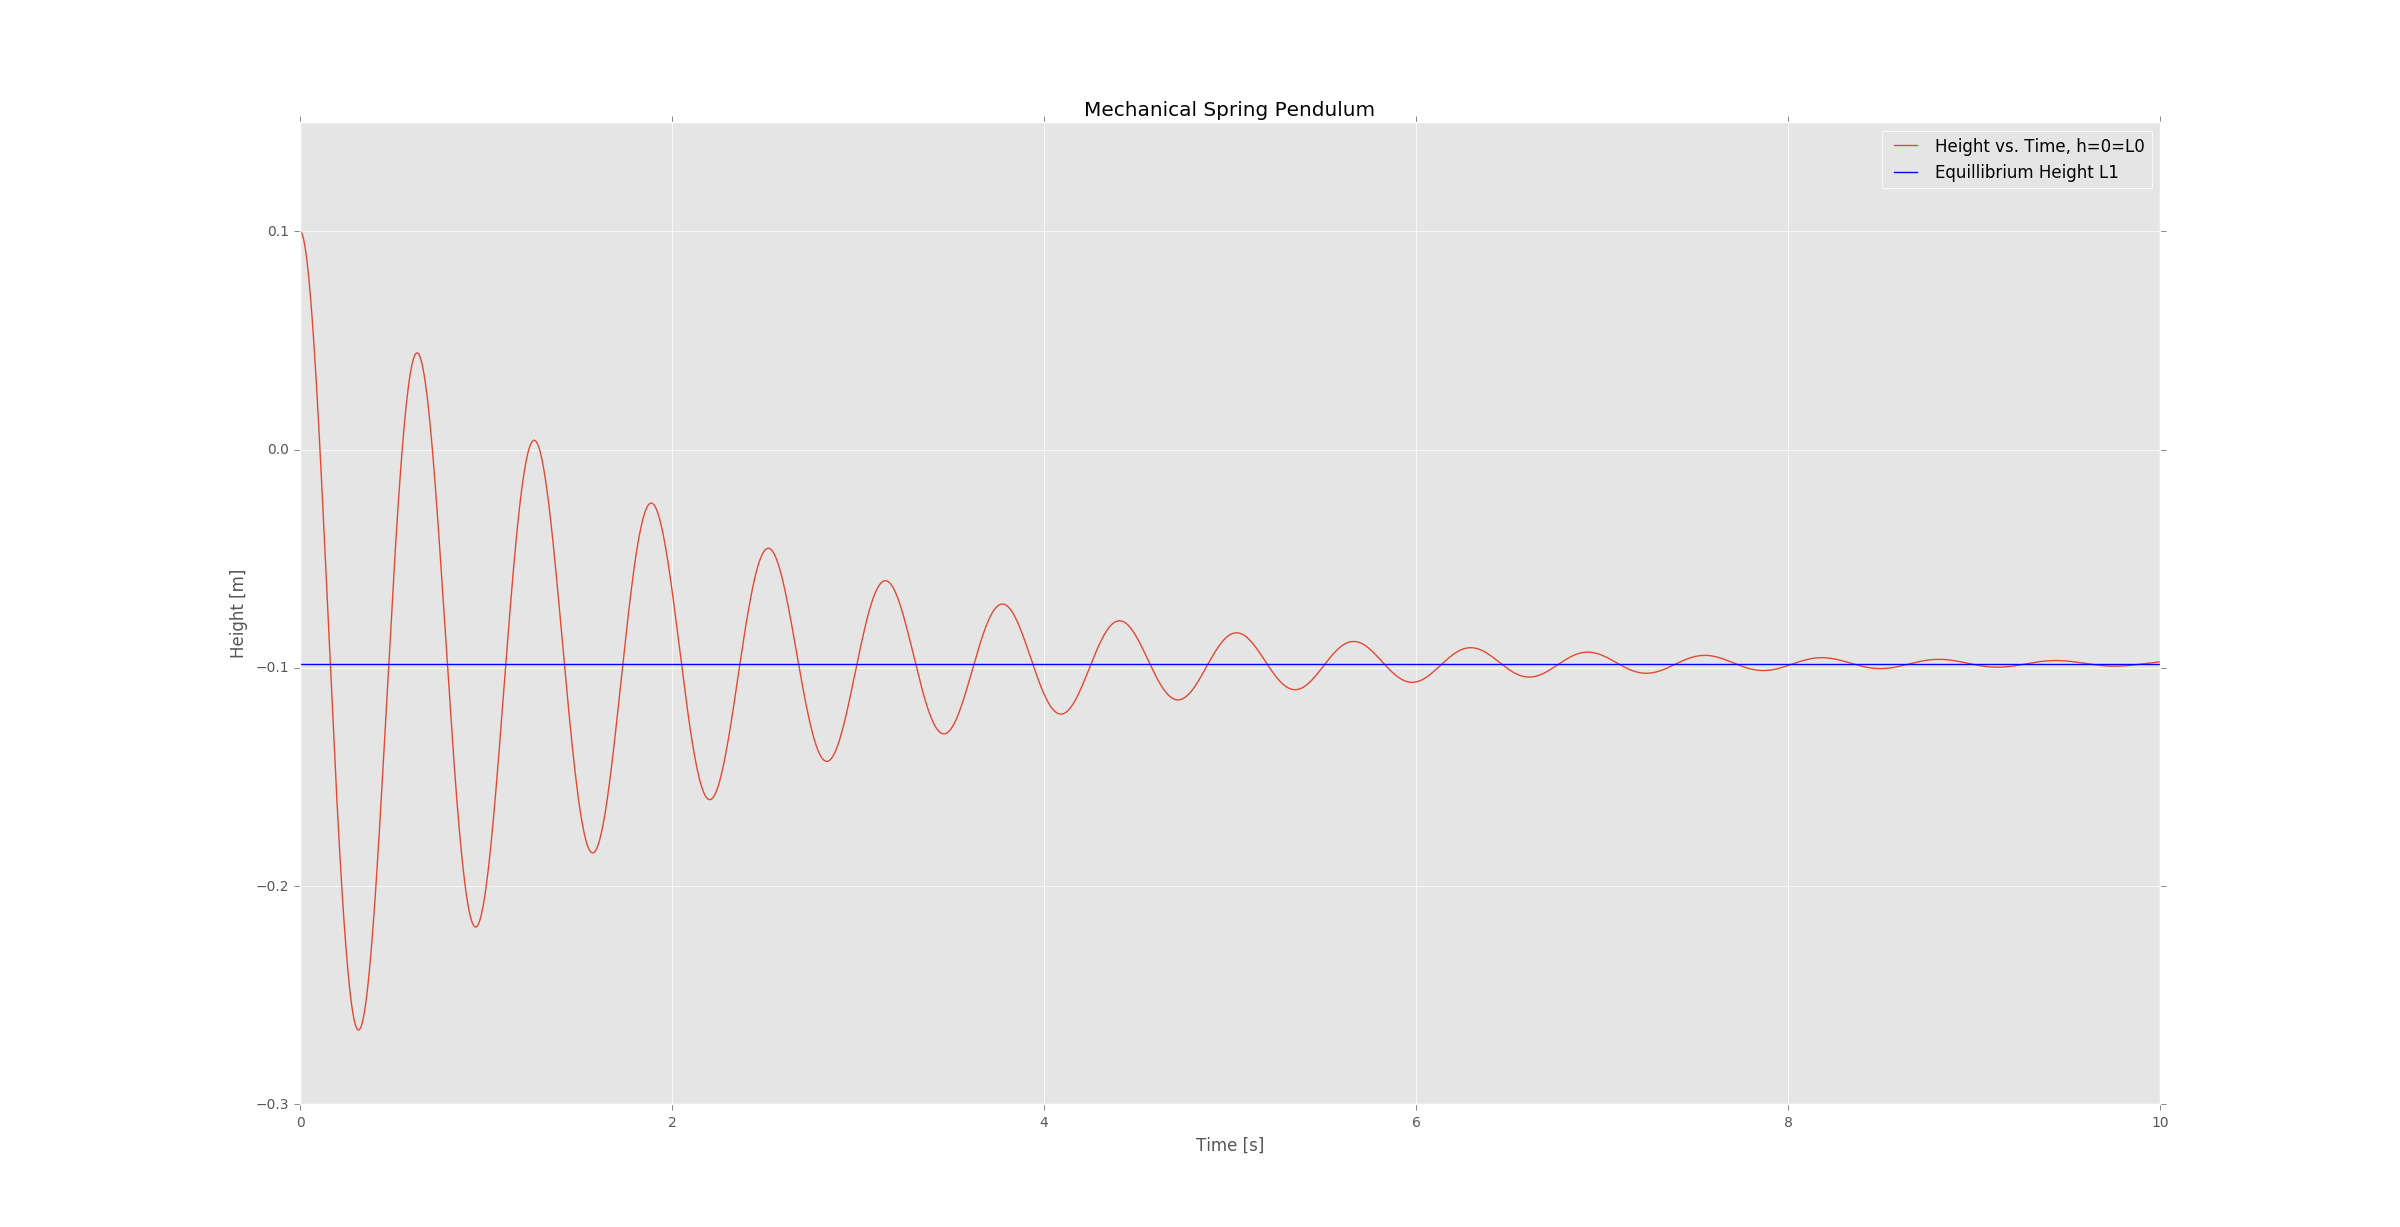 Mechanical Spring Pendulum
Height vs. Time, h=0=L0
Equillibrium Height L1
0.1
0.0
−0.1
−0.2
−0.3
Height [m]
0
2
4
6
8
10
Time [s]